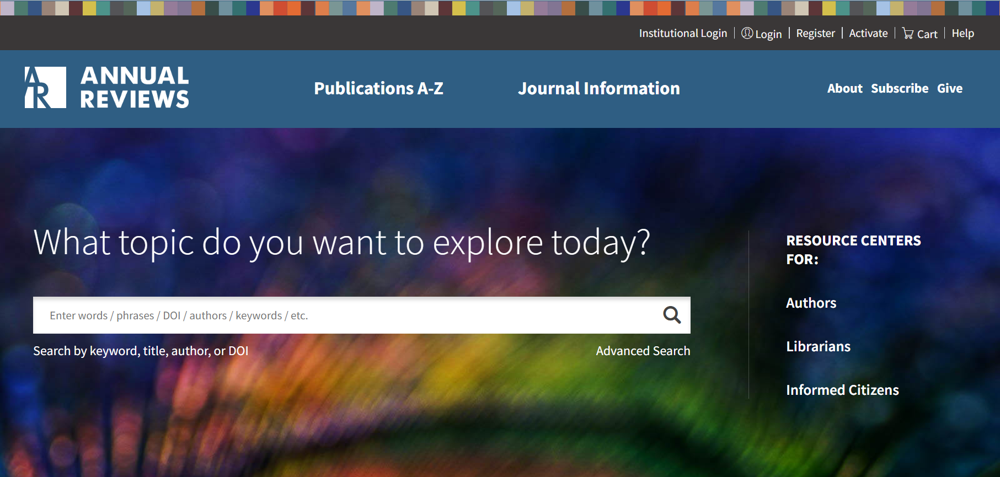 Institutional Login
Login
Register
Activate
Cart
Help
AR
ANNUAL
REVIEWS
Publications A-Z
Journal Information
About
Subscribe
Give
What topic do you want to explore today?
Enter words / phrases / DOI / authors / keywords / etc.
Search by keyword, title, author, or DOI
Advanced Search
RESOURCE CENTERS
FOR:
Authors
Librarians
Informed Citizens